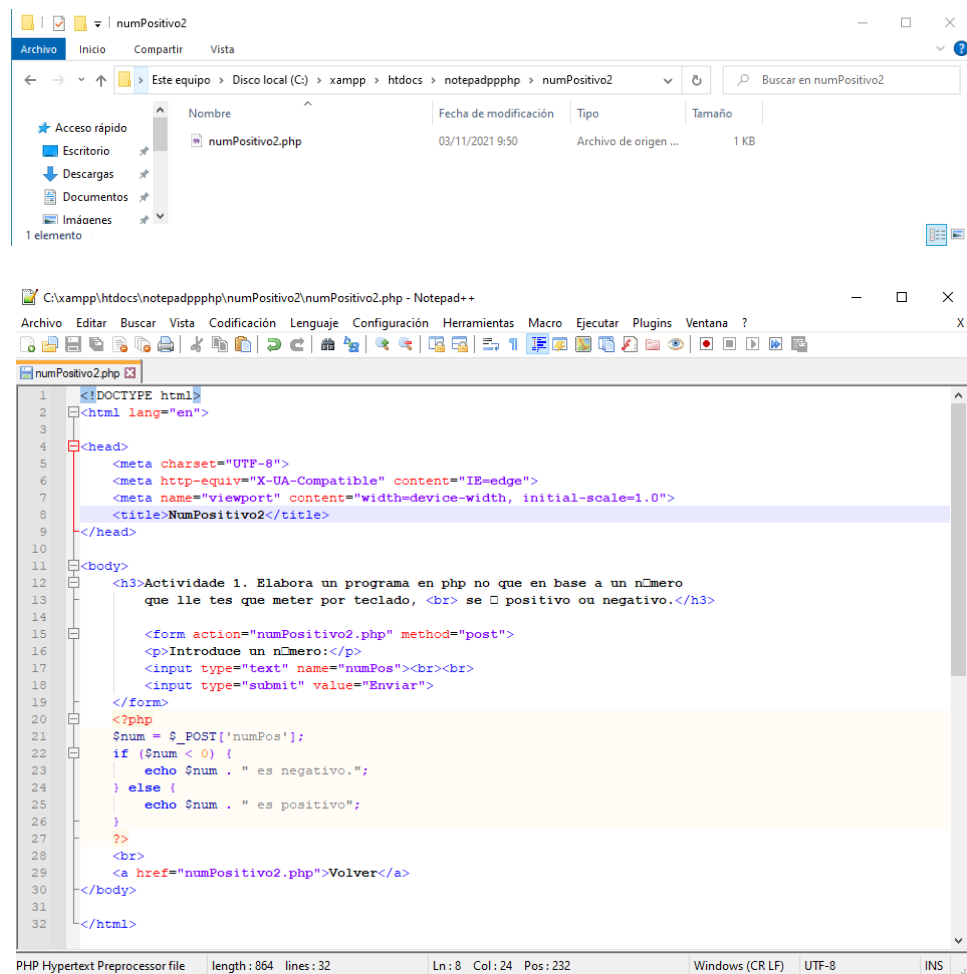 numPositivo2
Archivo Inicio Compartir Vista
Este equipo > Disco local (C:) > xampp > htdocs > notepadppphp > numPositivo2 Buscar en numPositivo2
Nombre Fecha de modificación Tipo Tamaño
Acceso rápido
numPositivo2.php 03/11/2021 9:50 Archivo de origen ... 1 KB
Escritorio
Descargas
Documentos
Imágenes
1 elemento
C:\xampp\htdocs\notepadppphp\numPositivo2\numPositivo2.php - Notepad++
Archivo Editar Buscar Vista Codificación Lenguaje Configuración Herramientas Macro Ejecutar Plugins Ventana ? X
numPositivo2.php
1 <!DOCTYPE html>
2 <html lang="en">
3
4 <head>
5 <meta charset="UTF-8">
6 <meta http-equiv="X-UA-Compatible" content="IE=edge">
7 <meta name="viewport" content="width=device-width, initial-scale=1.0">
8 <title>NumPositivo2</title>
9 </head>
10
11 <body>
12 <h3>Actividade 1. Elabora un programa en php no que en base a un n□mero
13 que lle tes que meter por teclado, <br> se □ positivo ou negativo.</h3>
14
15 <form action="numPositivo2.php" method="post">
16 <p>Introduce un n□mero:</p>
17 <input type="text" name="numPos"><br><br>
18 <input type="submit" value="Enviar">
19 </form>
20 <?php
21 $num = $_POST['numPos'];
22 if ($num < 0) {
23 echo $num . " es negativo.";
24 } else {
25 echo $num . " es positivo";
26 }
27 ?>
28 <br>
29 <a href="numPositivo2.php">Volver</a>
30 </body>
31
32 </html>
PHP Hypertext Preprocessor file length : 864 lines : 32 Ln : 8 Col : 24 Pos : 232 Windows (CR LF) UTF-8 INS